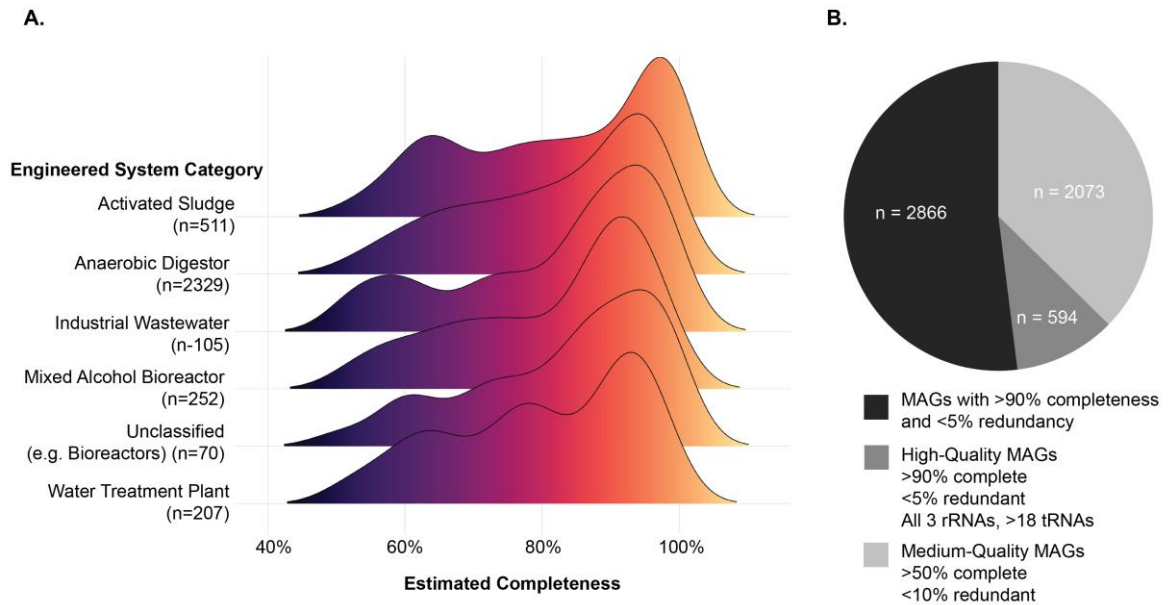 A.
Engineered System Category
Activated Sludge
(n=511)
Anaerobic Digestor
(n=2329)
Industrial Wastewater
(n-105)
Mixed Alcohol Bioreactor
(n=252)
Unclassified
(e.g. Bioreactors) (n=70)
Water Treatment Plant
(n=207)
40%
60%
80%
100%
Estimated Completeness
B.
n = 2866
n = 2073
n = 594
MAGs with >90% completeness
and <5% redundancy
High-Quality MAGs
>90% complete
<5% redundant
All 3 rRNAs, >18 tRNAs
Medium-Quality MAGs
>50% complete
<10% redundant